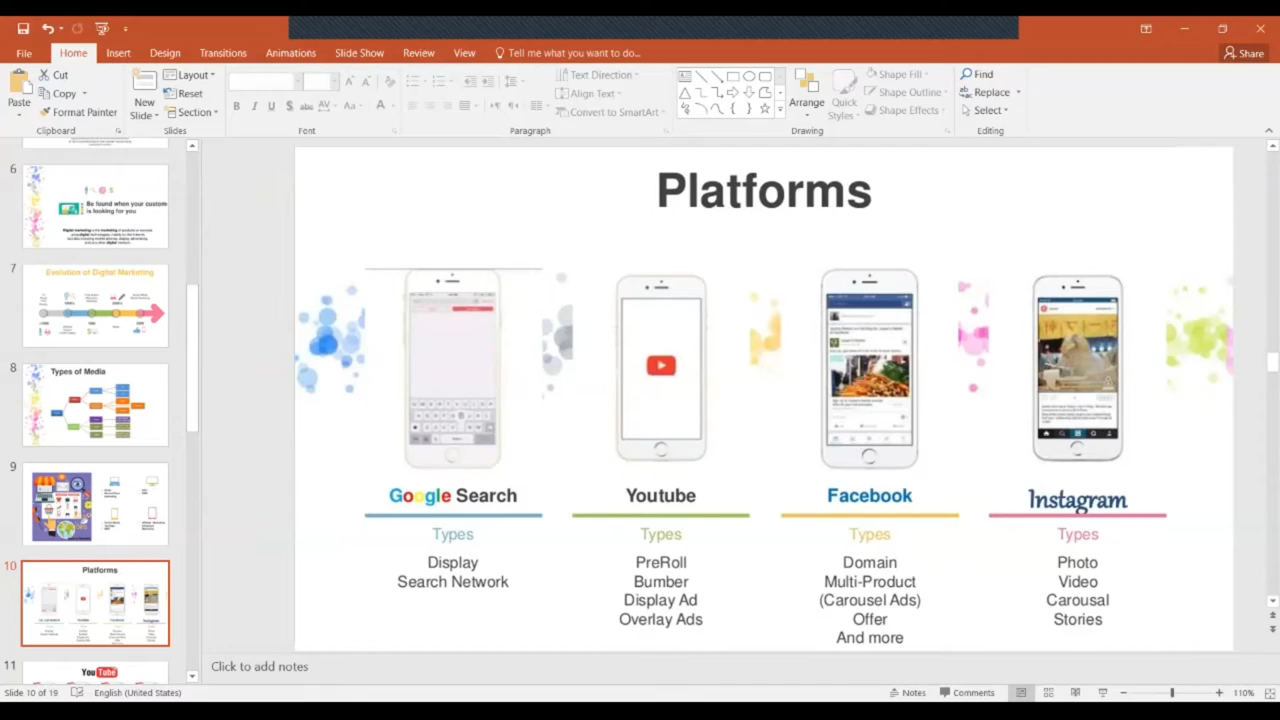 File
Home
Insert
Design
Transitions
Animations
Slide Show
Review
View
Tell me what you want to do...
Share
Paste
Cut
Copy
Format Painter
Clipboard
New
Slide
Layout
Reset
Section
Slides
Font
Text Direction
Align Text
Convert to SmartArt
Paragraph
Arrange
Quick
Styles
Shape Fill
Shape Outline
Shape Effects
Drawing
Find
Replace
Select
Editing
6
Be found when your custom
is looking for you
7
Evolution of Digital Marketing
8
Types of Media
9
10
Platforms
11
YouTube
Platforms
Google Search
Types
Display
Search Network
Youtube
Types
PreRoll
Bumber
Display Ad
Overlay Ads
Facebook
Types
Domain
Multi-Product
(Carousel Ads)
Offer
And more
Instagram
Types
Photo
Video
Carousal
Stories
Click to add notes
Slide 10 of 19
English (United States)
Notes
Comments
110%